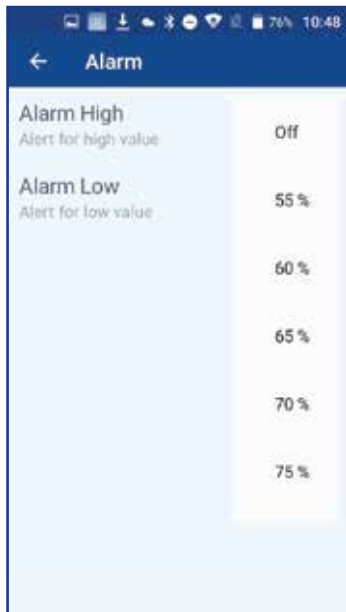 76% 10:48
Alarm
Alarm High
Alert for high value
Alarm Low
Alert for low value
Off
55 %
60 %
65 %
70 %
75 %